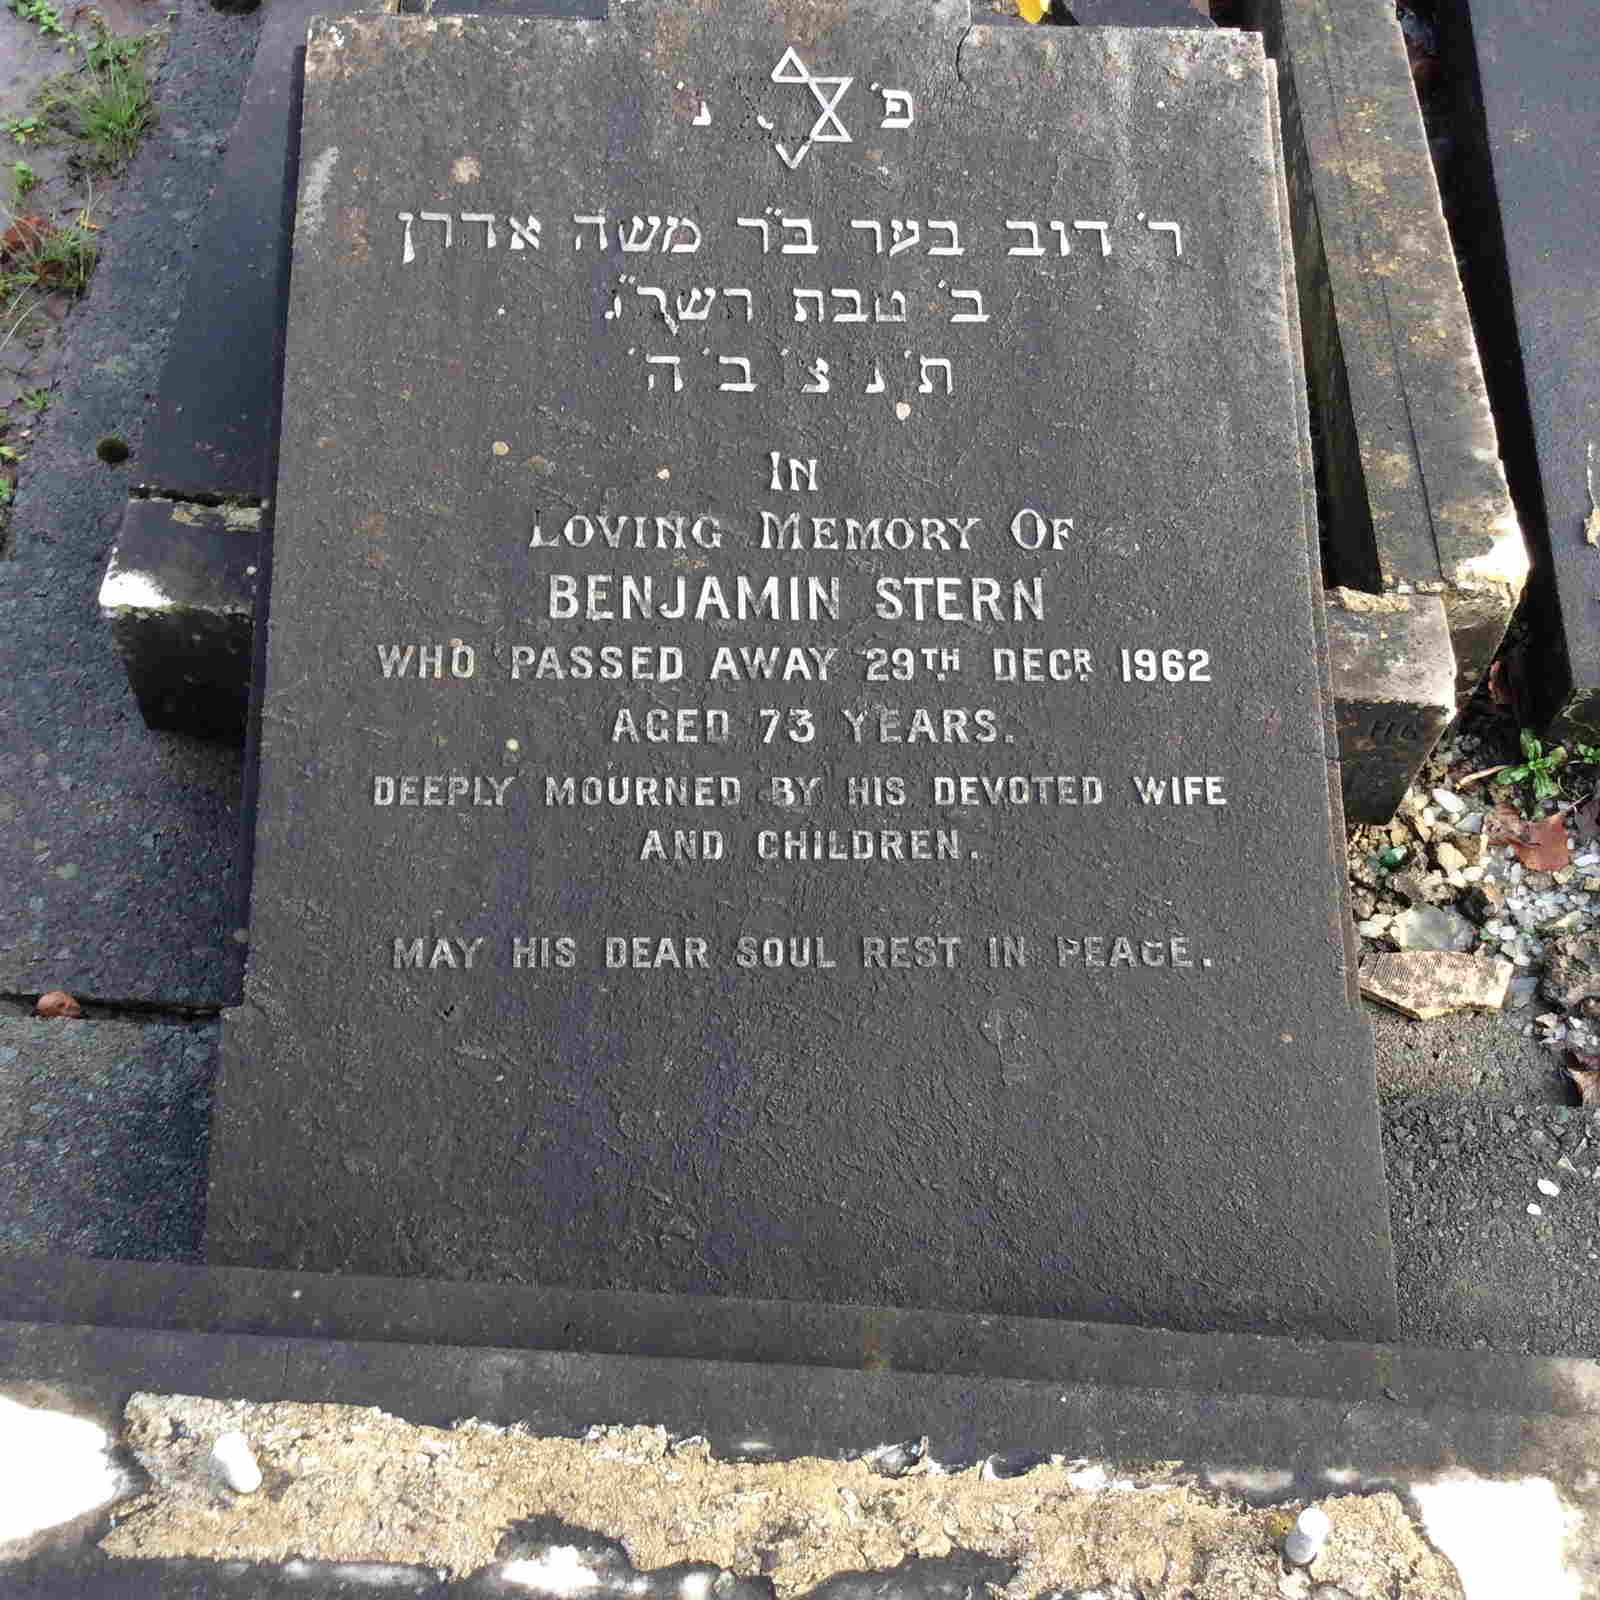 פ׳ נ׳
ר׳ דוב בער ב״ר משה אדרן
ב׳ טבת תשכ״ג
ת׳ נ׳ צ׳ ב׳ ה׳
IN
LOVING MEMORY OF
BENJAMIN STERN
WHO PASSED AWAY 29TH DECR 1962
AGED 73 YEARS.
DEEPLY MOURNED BY HIS DEVOTED WIFE
AND CHILDREN.
MAY HIS DEAR SOUL REST IN PEACE.